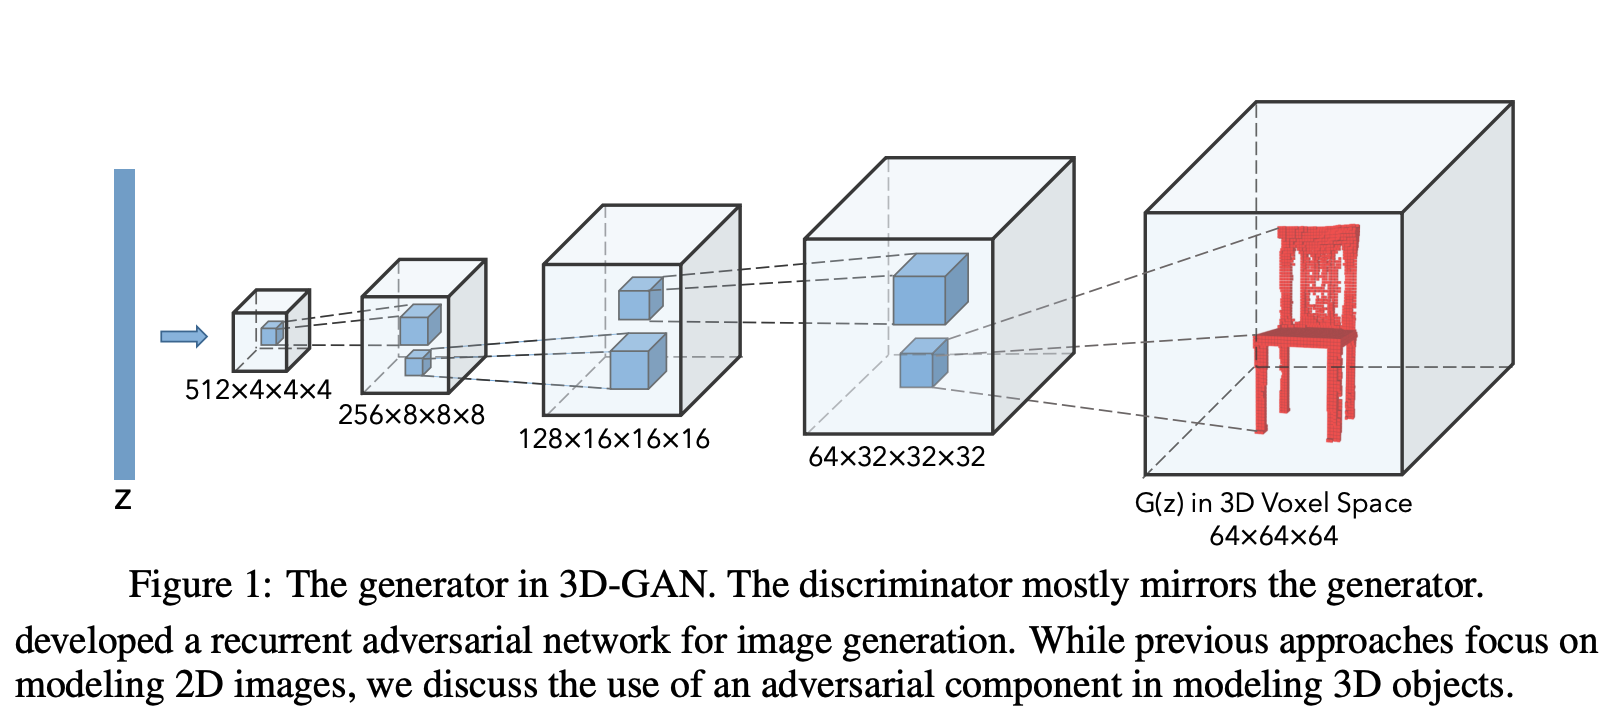 z
512×4×4×4
256×8×8×8
128×16×16×16
64×32×32×32
G(z) in 3D Voxel Space
64×64×64
Figure 1: The generator in 3D-GAN. The discriminator mostly mirrors the generator.
developed a recurrent adversarial network for image generation. While previous approaches focus on
modeling 2D images, we discuss the use of an adversarial component in modeling 3D objects.